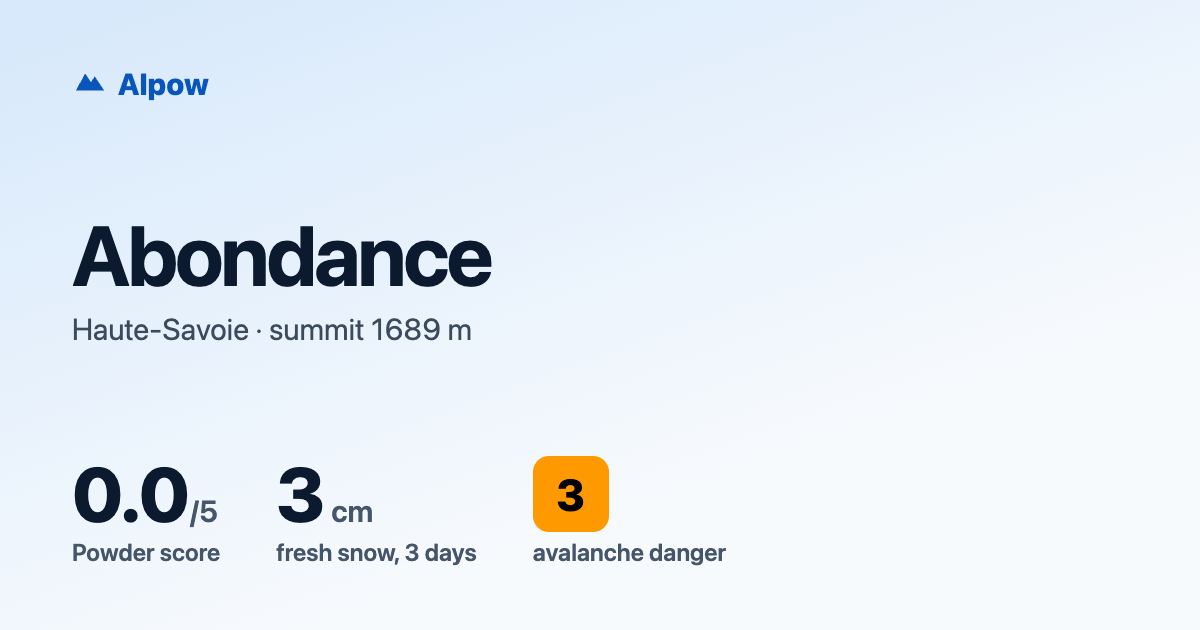 Alpow
Abondance
Haute-Savoie · summit 1689 m
0.0/5 3 cm 3
Powder score fresh snow, 3 days avalanche danger